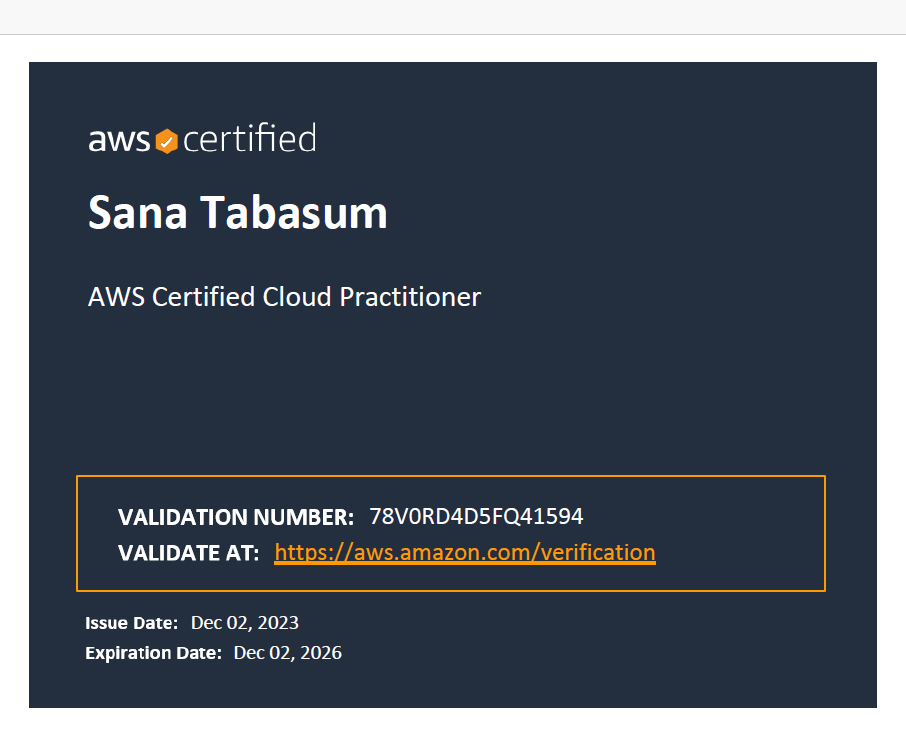 aws certified
Sana Tabasum
AWS Certified Cloud Practitioner
VALIDATION NUMBER: 78V0RD4D5FQ41594
VALIDATE AT: https://aws.amazon.com/verification
Issue Date: Dec 02, 2023
Expiration Date: Dec 02, 2026